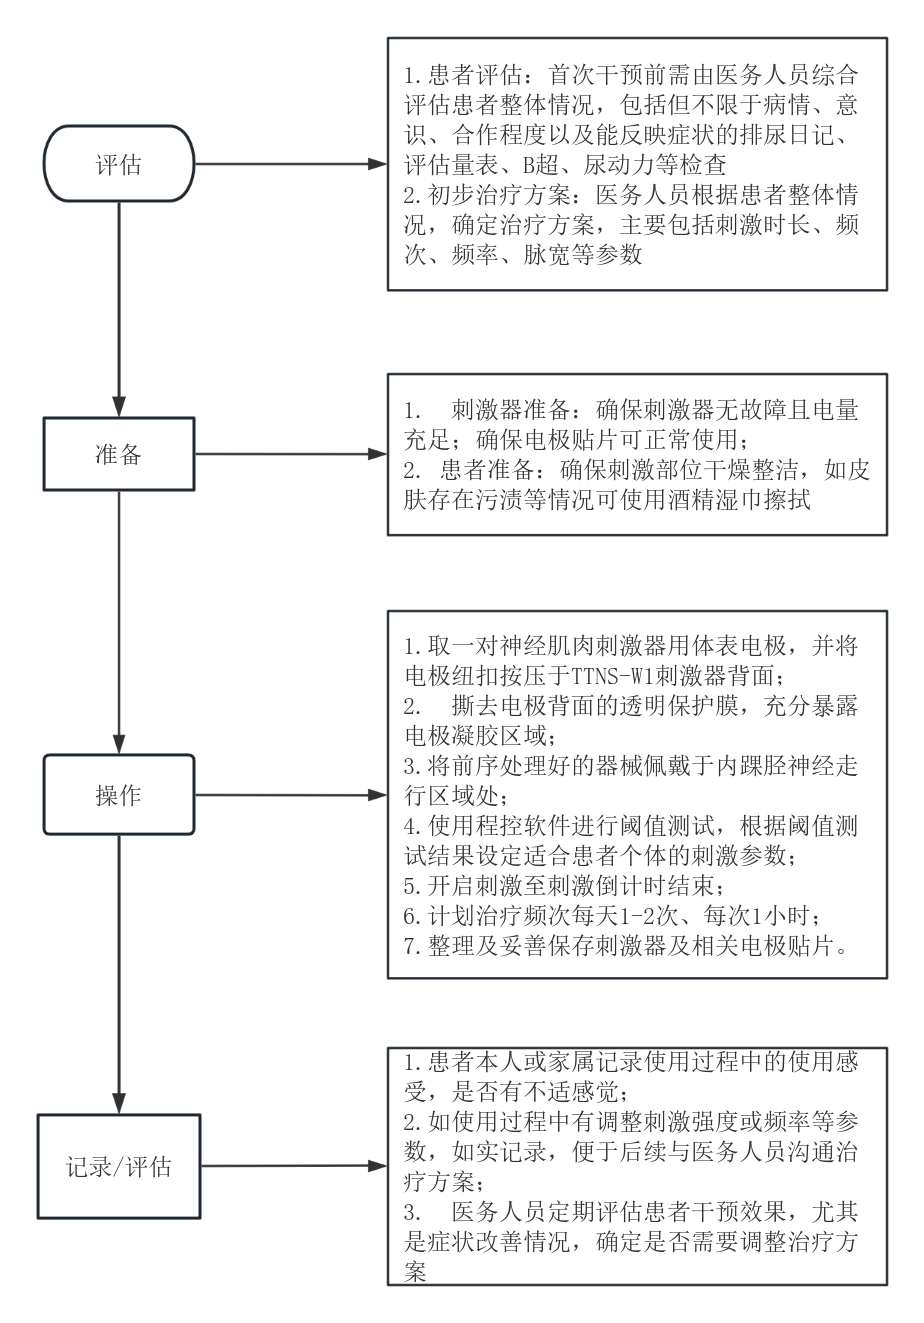 评估
1.患者评估：首次干预前需由医务人员综合
评估患者整体情况，包括但不限于病情、意
识、合作程度以及能反映症状的排尿日记、
评估量表、B超、尿动力等检查
2.初步治疗方案：医务人员根据患者整体情
况，确定治疗方案，主要包括刺激时长、频
次、频率、脉宽等参数
准备
1. 刺激器准备：确保刺激器无故障且电量
充足；确保电极贴片可正常使用；
2. 患者准备：确保刺激部位干燥整洁，如皮
肤存在污渍等情况可使用酒精湿巾擦拭
操作
1.取一对神经肌肉刺激器用体表电极，并将
电极纽扣按压于TTNS-W1刺激器背面；
2. 撕去电极背面的透明保护膜，充分暴露
电极凝胶区域；
3.将前序处理好的器械佩戴于内踝胫神经走
行区域处；
4.使用程控软件进行阈值测试，根据阈值测
试结果设定适合患者个体的刺激参数；
5.开启刺激至刺激倒计时结束；
6.计划治疗频次每天1-2次、每次1小时；
7.整理及妥善保存刺激器及相关电极贴片。
记录/评估
1.患者本人或家属记录使用过程中的使用感
受，是否有不适感觉；
2.如使用过程中有调整刺激强度或频率等参
数，如实记录，便于后续与医务人员沟通治
疗方案；
3. 医务人员定期评估患者干预效果，尤其
是症状改善情况，确定是否需要调整治疗方
案